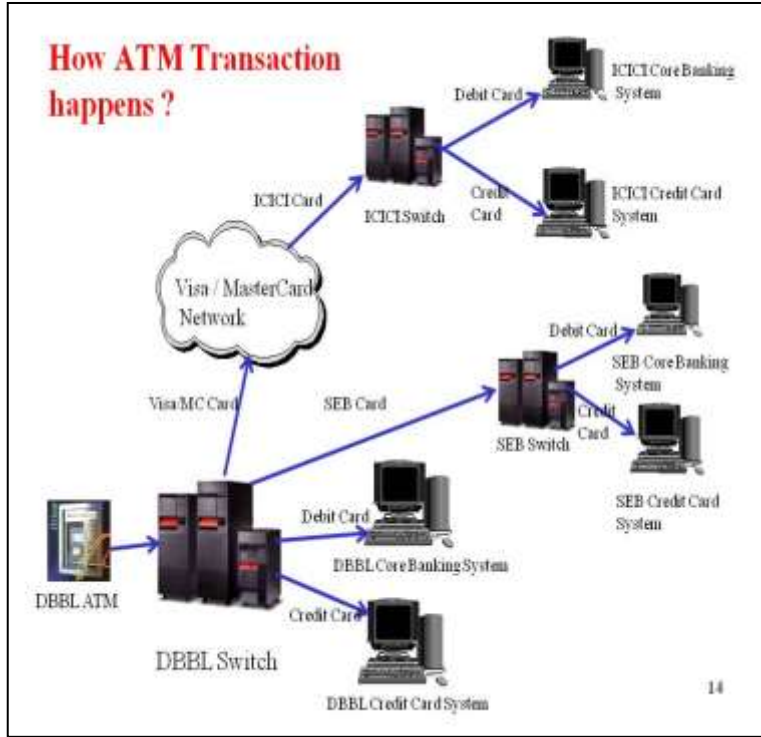 How ATM Transaction
happens ?
ICICI Core Banking
System
Debit Card
ICICI Card
ICICI Switch
Credit
Card
ICICI Credit Card
System
Visa / MasterCard
Network
Debit Card
SEB Core Banking
System
Visa/MC Card
SEB Card
SEB Switch
Credit
Card
SEB Credit Card
System
Debit Card
DBBL Core Banking System
DBBL ATM
Credit Card
DBBL Switch
DBBL Credit Card System
14